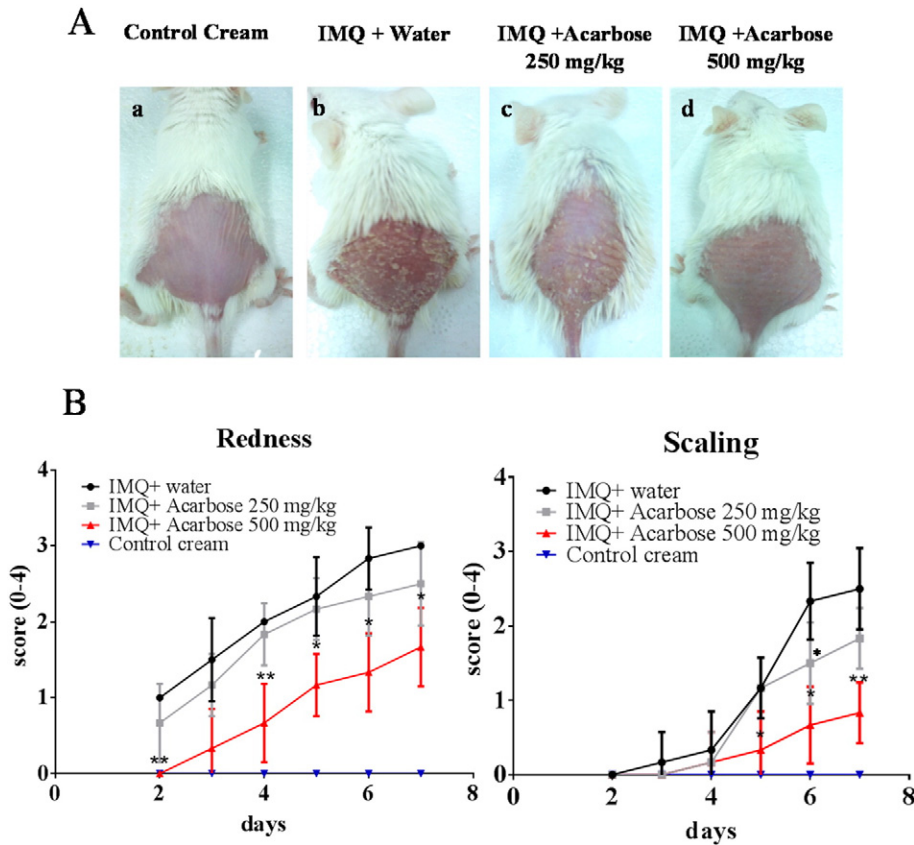 A
Control Cream
IMQ + Water
IMQ +Acarbose
250 mg/kg
IMQ +Acarbose
500 mg/kg
a
b
c
d
B
Redness
score (0-4)
4
3
2
1
0
IMQ+ water
IMQ+ Acarbose 250 mg/kg
IMQ+ Acarbose 500 mg/kg
Control cream
**
**
*
*
*
0 2 4 6 8
days
Scaling
score (0-4)
4
3
2
1
0
IMQ+ water
IMQ+ Acarbose 250 mg/kg
IMQ+ Acarbose 500 mg/kg
Control cream
*
*
*
**
0 2 4 6 8
days